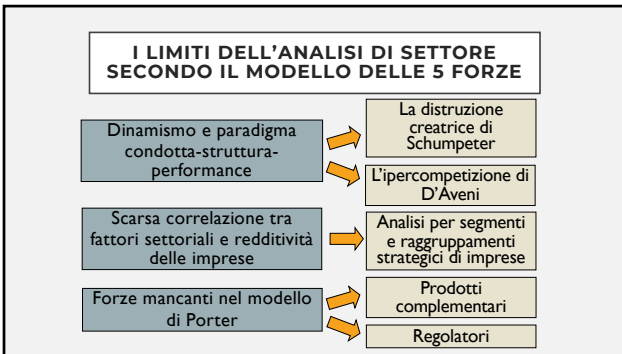 I LIMITI DELL'ANALISI DI SETTORE
SECONDO IL MODELLO DELLE 5 FORZE
Dinamismo e paradigma
condotta-struttura-
performance
La distruzione
creatrice di
Schumpeter
L'ipercompetizione di
D'Aveni
Scarsa correlazione tra
fattori settoriali e redditività
delle imprese
Analisi per segmenti
e raggruppamenti
strategici di imprese
Forze mancanti nel modello
di Porter
Prodotti
complementari
Regolatori